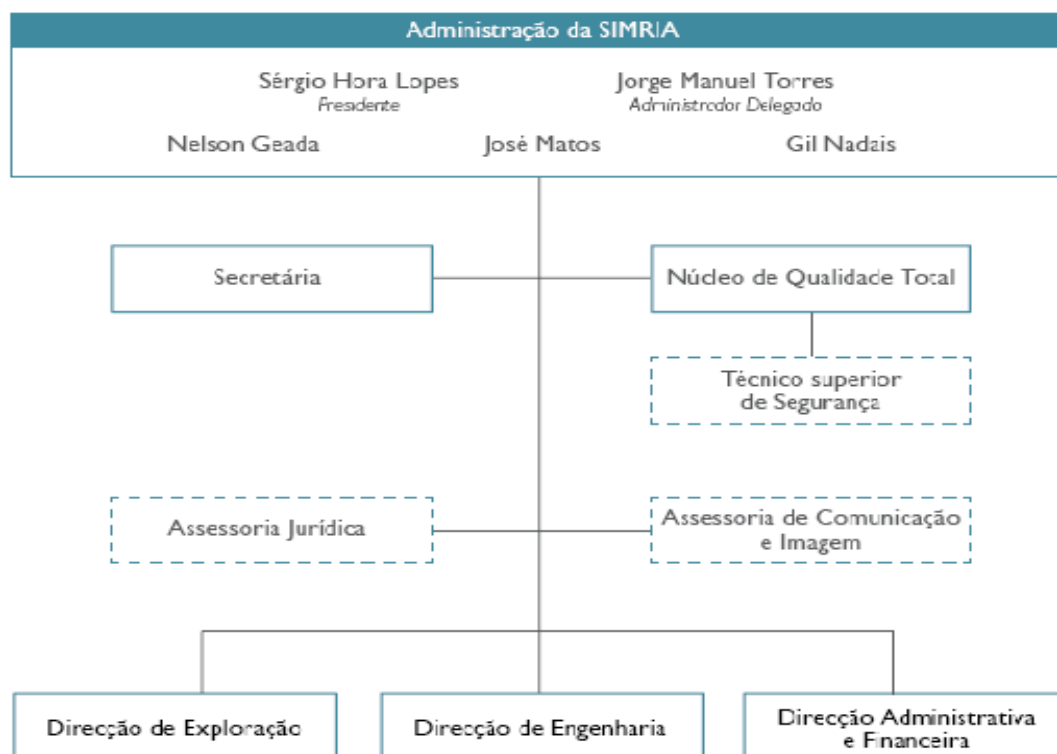 Administração da SIMRIA
Sérgio Hora Lopes
Presidente
Jorge Manuel Torres
Administrador Delegado
Nelson Geada
José Matos
Gil Nadais
Secretária
Núcleo de Qualidade Total
Técnico superior
de Segurança
Assessoria Jurídica
Assessoria de Comunicação
e Imagem
Direcção de Exploração
Direcção de Engenharia
Direcção Administrativa
e Financeira